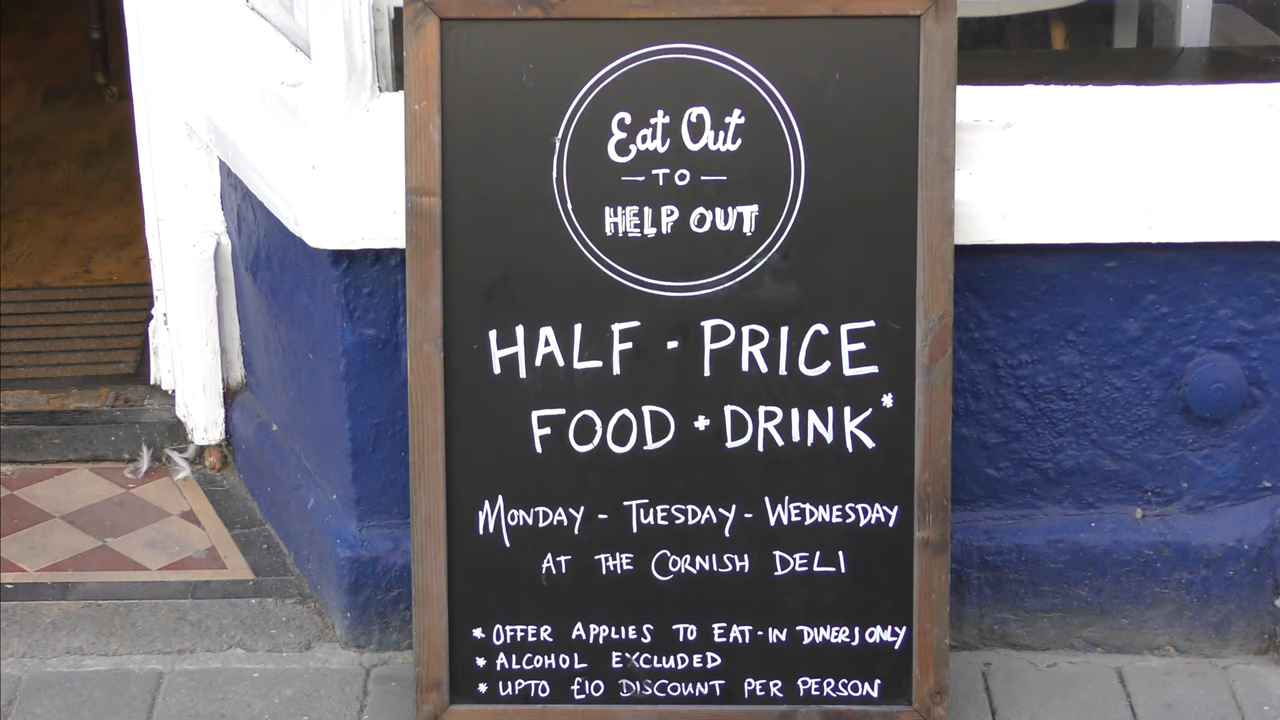 Eat Out
- TO -
HELP OUT
HALF - PRICE
FOOD + DRINK*
MONDAY - TUESDAY - WEDNESDAY
AT THE CORNISH DELI
* OFFER APPLIES TO EAT-IN DINERS ONLY
* ALCOHOL EXCLUDED
* UPTO £10 DISCOUNT PER PERSON